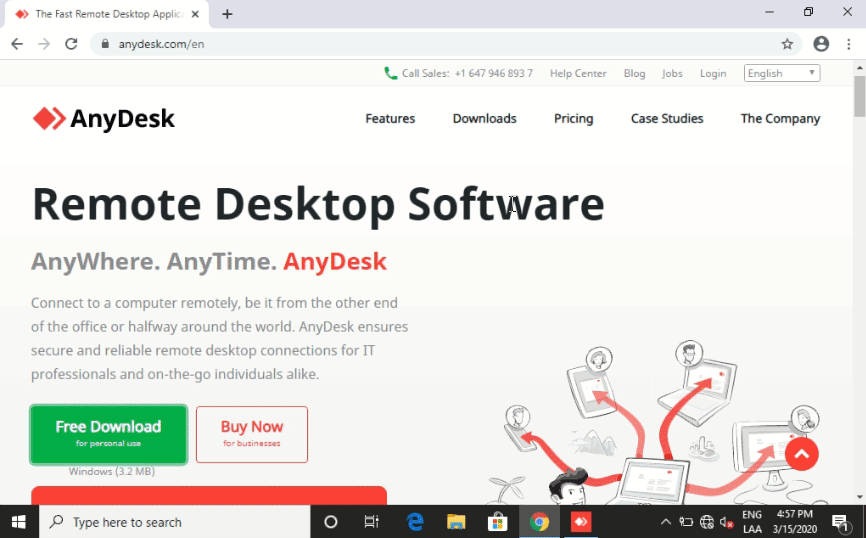 The Fast Remote Desktop Applic
anydesk.com/en
Call Sales: +1 647 946 893 7
Help Center
Blog
Jobs
Login
English
AnyDesk
Features
Downloads
Pricing
Case Studies
The Company
Remote Desktop Software
AnyWhere. AnyTime. AnyDesk
Connect to a computer remotely, be it from the other end
of the office or halfway around the world. AnyDesk ensures
secure and reliable remote desktop connections for IT
professionals and on-the-go individuals alike.
Free Download
for personal use
Buy Now
for businesses
Windows (3.2 MB)
Type here to search
ENG
LAA
4:57 PM
3/15/2020
1